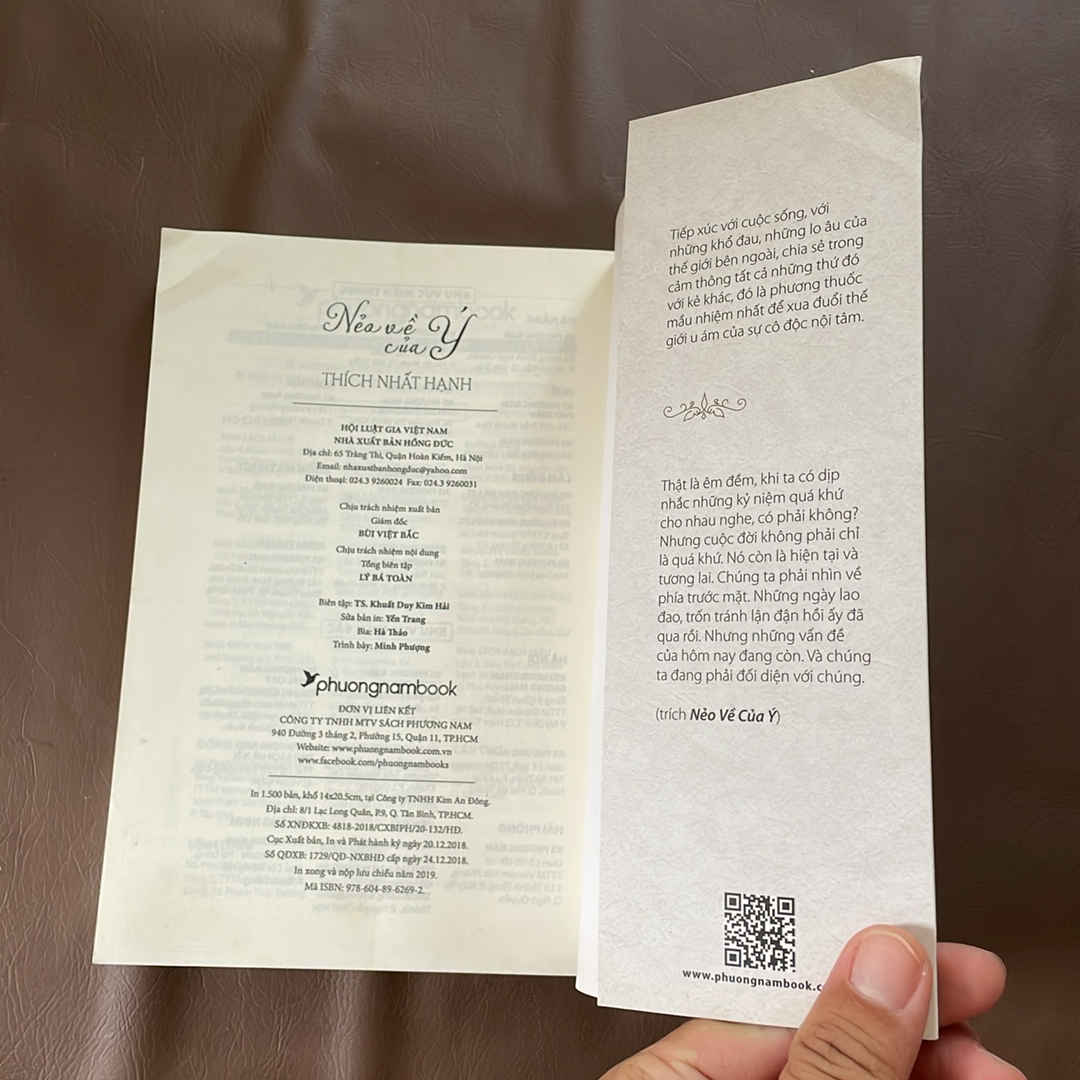 Nẻo về
của Ý
THÍCH NHẤT HẠNH
HỘI LUẬT GIA VIỆT NAM
NHÀ XUẤT BẢN HỒNG ĐỨC
Địa chỉ: 65 Tràng Thi, Quận Hoàn Kiếm, Hà Nội
Email: nhaxuatbanhongduc@yahoo.com
Điện thoại: 024.3 9260024 Fax: 024.3 9260031
Chịu trách nhiệm xuất bản
Giám đốc
BÙI VIỆT BẮC
Chịu trách nhiệm nội dung
Tổng biên tập
LÝ BÁ TOÀN
Biên tập: TS. Khuất Duy Kim Hải
Sửa bản in: Yến Trang
Bìa: Hà Thảo
Trình bày: Minh Phượng
phuongnambook
ĐƠN VỊ LIÊN KẾT
CÔNG TY TNHH MTV SÁCH PHƯƠNG NAM
940 Đường 3 tháng 2, Phường 15, Quận 11, TP.HCM
Website: www.phuongnambook.com.vn
www.facebook.com/phuongnambooks
In 1.500 bản, khổ 14x20.5cm, tại Công ty TNHH Kim An Đông.
Địa chỉ: 8/1 Lạc Long Quân, P.9, Q. Tân Bình, TP.HCM.
Số XNĐKXB: 4818-2018/CXBIPH/20-132/HĐ.
Cục Xuất bản, In và Phát hành ký ngày 20.12.2018.
Số QĐXB: 1729/QĐ-NXBHĐ cấp ngày 24.12.2018.
In xong và nộp lưu chiểu năm 2019.
Mã ISBN: 978-604-89-6269-2.
Tiếp xúc với cuộc sống, với
những khổ đau, những lo âu của
thế giới bên ngoài, chia sẻ trong
cảm thông tất cả những thứ đó
với kẻ khác, đó là phương thuốc
mầu nhiệm nhất để xua đuổi thế
giới u ám của sự cô độc nội tâm.
Thật là êm đềm, khi ta có dịp
nhắc những kỷ niệm quá khứ
cho nhau nghe, có phải không?
Nhưng cuộc đời không phải chỉ
là quá khứ. Nó còn là hiện tại và
tương lai. Chúng ta phải nhìn về
phía trước mặt. Những ngày lao
đao, trốn tránh lận đận hồi ấy đã
qua rồi. Nhưng những vấn đề
của hôm nay đang còn. Và chúng
ta đang phải đối diện với chúng.
(trích Nẻo Về Của Ý)
www.phuongnambook.c